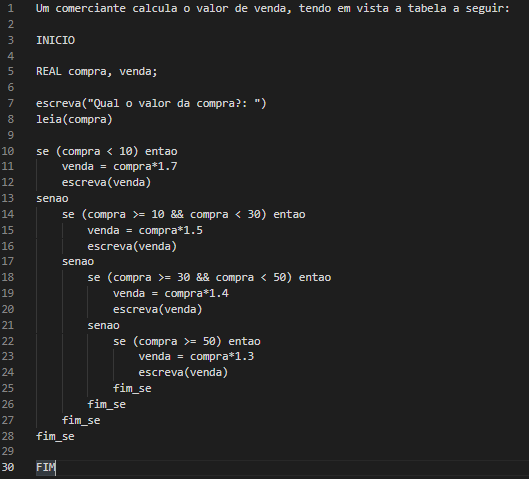 1 Um comerciante calcula o valor de venda, tendo em vista a tabela a seguir:
2
3 INICIO
4
5 REAL compra, venda;
6
7 escreva("Qual o valor da compra?: ")
8 leia(compra)
9
10 se (compra < 10) entao
11     venda = compra*1.7
12     escreva(venda)
13 senao
14     se (compra >= 10 && compra < 30) entao
15         venda = compra*1.5
16         escreva(venda)
17     senao
18         se (compra >= 30 && compra < 50) entao
19             venda = compra*1.4
20             escreva(venda)
21         senao
22             se (compra >= 50) entao
23                 venda = compra*1.3
24                 escreva(venda)
25             fim_se
26         fim_se
27     fim_se
28 fim_se
29
30 FIM